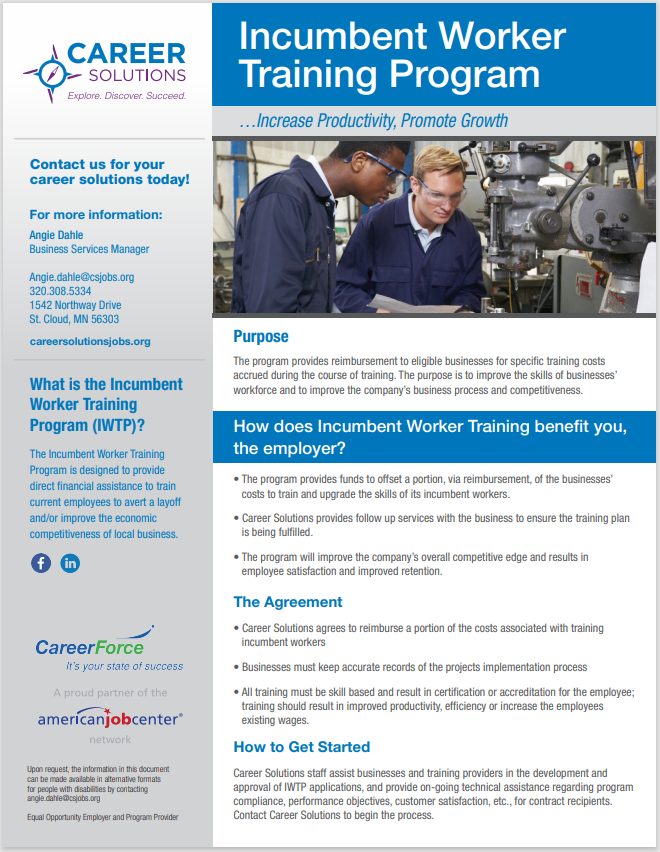 CAREER
SOLUTIONS
Explore. Discover. Succeed.
Contact us for your
career solutions today!
For more information:
Angie Dahle
Business Services Manager
Angie.dahle@csjobs.org
320.308.5334
1542 Northway Drive
St. Cloud, MN 56303
careersolutionsjobs.org
What is the Incumbent
Worker Training
Program (IWTP)?
The Incumbent Worker Training
Program is designed to provide
direct financial assistance to train
current employees to avert a layoff
and/or improve the economic
competitiveness of local business.
f in
CareerForce
It's your state of success
A proud partner of the
americanjobcenter®
network
Upon request, the information in this document
can be made available in alternative formats
for people with disabilities by contacting
angie.dahle@csjobs.org
Equal Opportunity Employer and Program Provider
Incumbent Worker
Training Program
…Increase Productivity, Promote Growth
Purpose
The program provides reimbursement to eligible businesses for specific training costs
accrued during the course of training. The purpose is to improve the skills of businesses'
workforce and to improve the company's business process and competitiveness.
How does Incumbent Worker Training benefit you,
the employer?
• The program provides funds to offset a portion, via reimbursement, of the businesses'
costs to train and upgrade the skills of its incumbent workers.
• Career Solutions provides follow up services with the business to ensure the training plan
is being fulfilled.
• The program will improve the company's overall competitive edge and results in
employee satisfaction and improved retention.
The Agreement
• Career Solutions agrees to reimburse a portion of the costs associated with training
incumbent workers
• Businesses must keep accurate records of the projects implementation process
• All training must be skill based and result in certification or accreditation for the employee;
training should result in improved productivity, efficiency or increase the employees
existing wages.
How to Get Started
Career Solutions staff assist businesses and training providers in the development and
approval of IWTP applications, and provide on-going technical assistance regarding program
compliance, performance objectives, customer satisfaction, etc., for contract recipients.
Contact Career Solutions to begin the process.